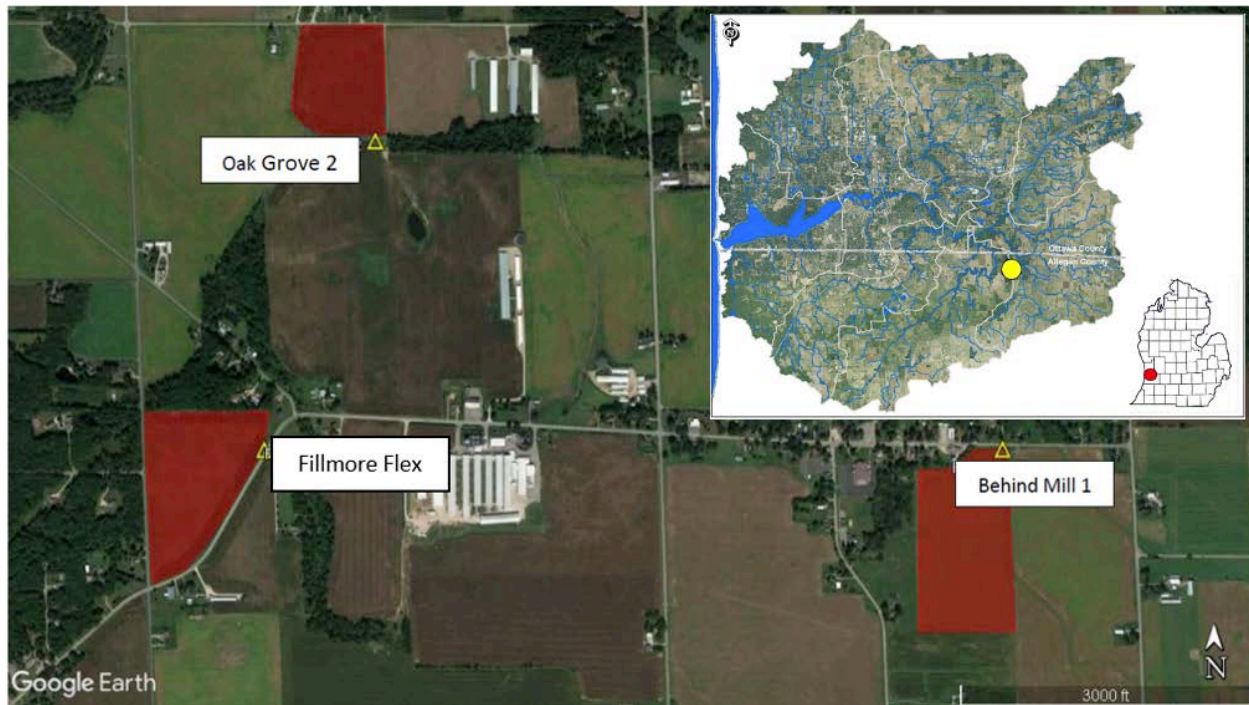 Oak Grove 2
Ottawa County
Allegan County
Fillmore Flex
Behind Mill 1
N
Google Earth
3000 ft